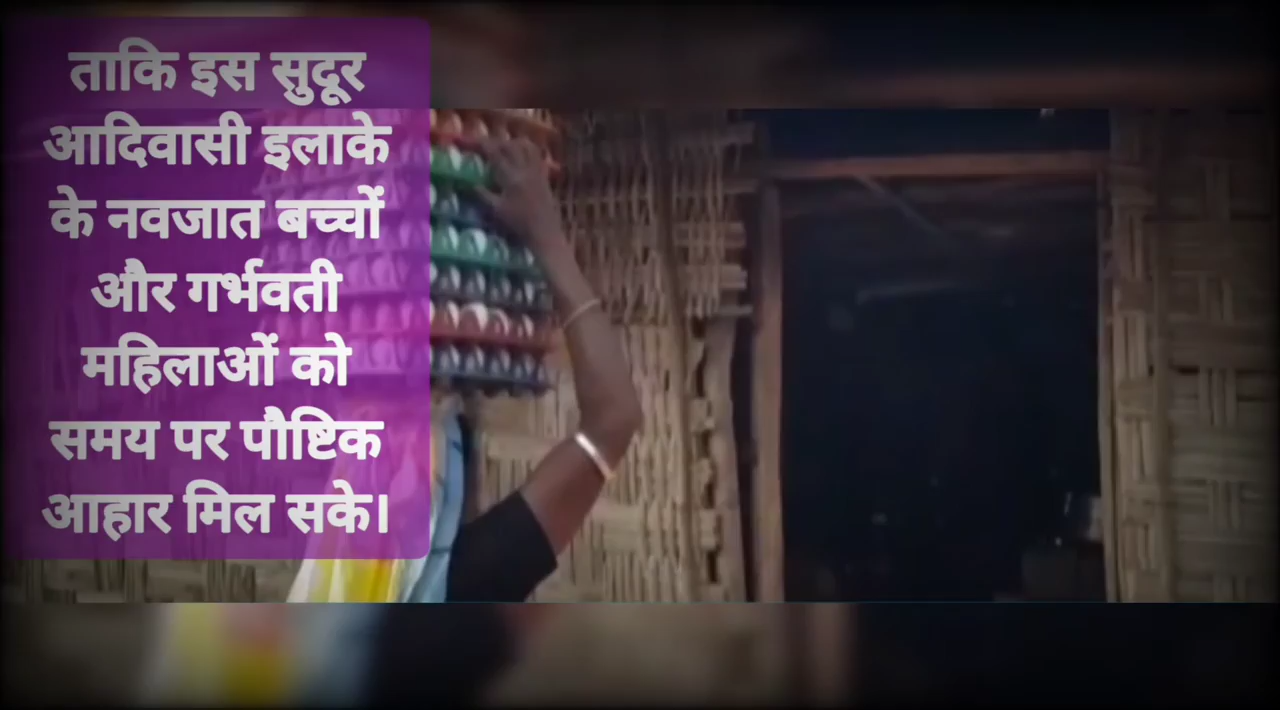 ताकि इस सुदूर
आदिवासी इलाके
के नवजात बच्चों
और गर्भवती
महिलाओं को
समय पर पौष्टिक
आहार मिल सके।